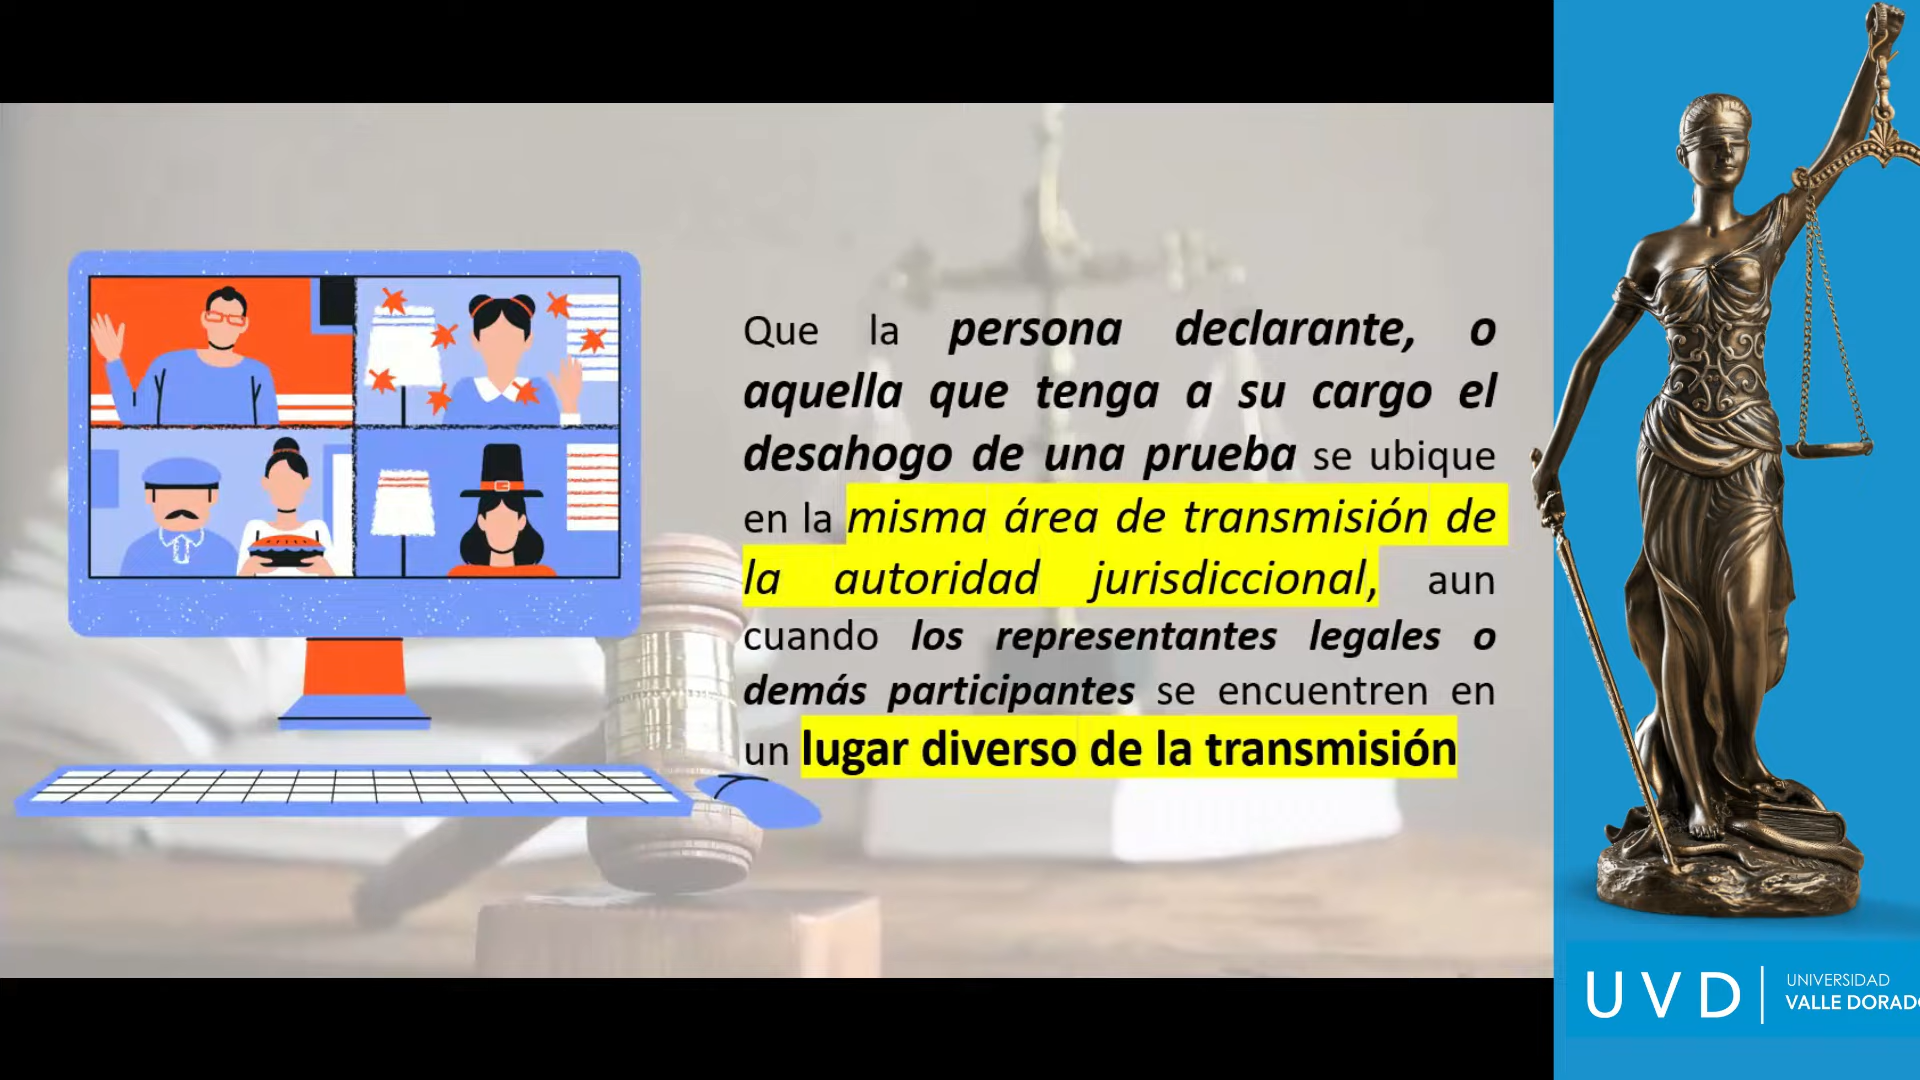 Que la persona declarante, o
aquella que tenga a su cargo el
desahogo de una prueba se ubique
en la misma área de transmisión de
la autoridad jurisdiccional, aun
cuando los representantes legales o
demás participantes se encuentren en
un lugar diverso de la transmisión
UVD
UNIVERSIDAD
VALLE DORADO